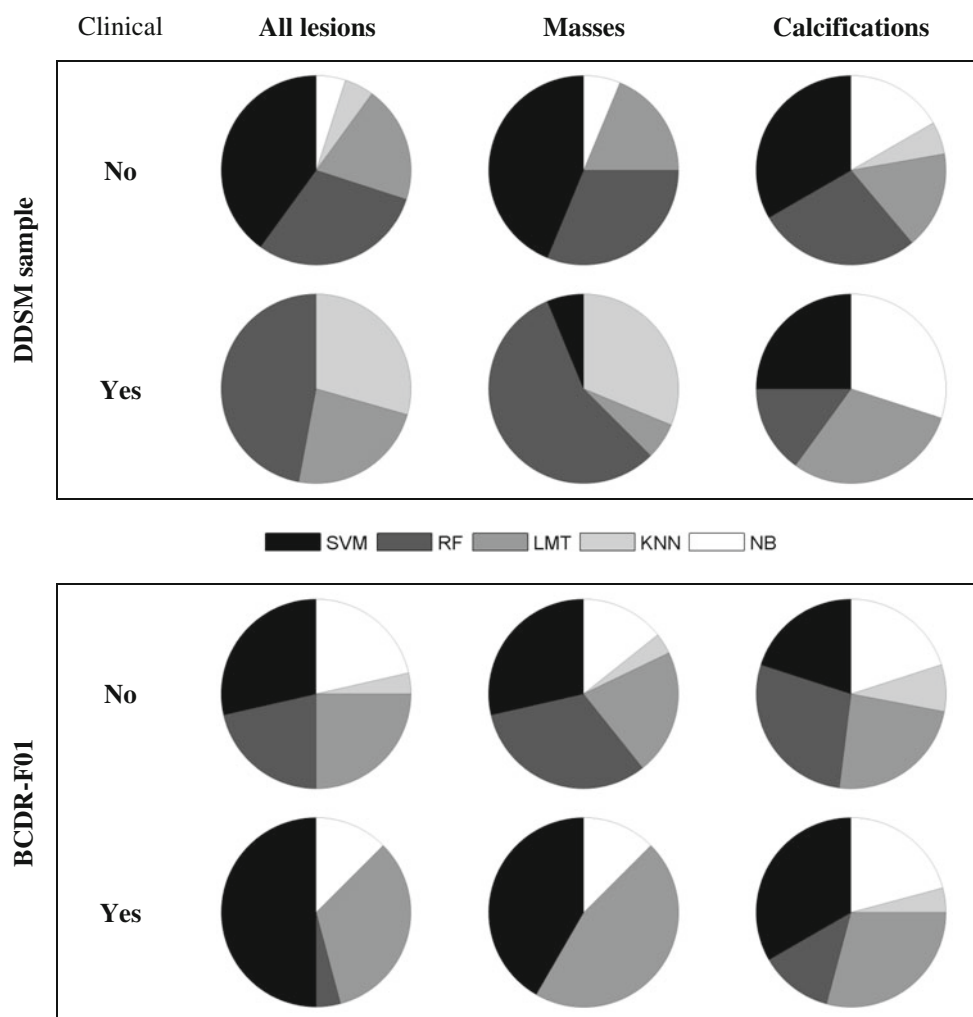 Clinical All lesions Masses Calcifications
DDSM sample
No
Yes
SVM RF LMT KNN NB
BCDR-F01
No
Yes